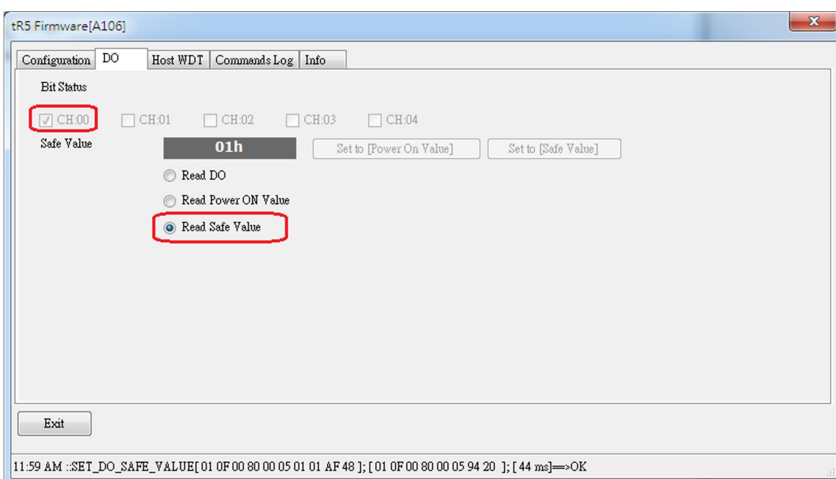 tR5 Firmware[A106]
Configuration DO Host WDT Commands Log Info
Bit Status
CH:00 CH:01 CH:02 CH:03 CH:04
Safe Value 01h Set to [Power On Value] Set to [Safe Value]
Read DO
Read Power ON Value
Read Safe Value
Exit
11:59 AM ::SET_DO_SAFE_VALUE[ 01 0F 00 80 00 05 01 01 AF 48 ]; [ 01 0F 00 80 00 05 94 20 ]; [ 44 ms]==>OK